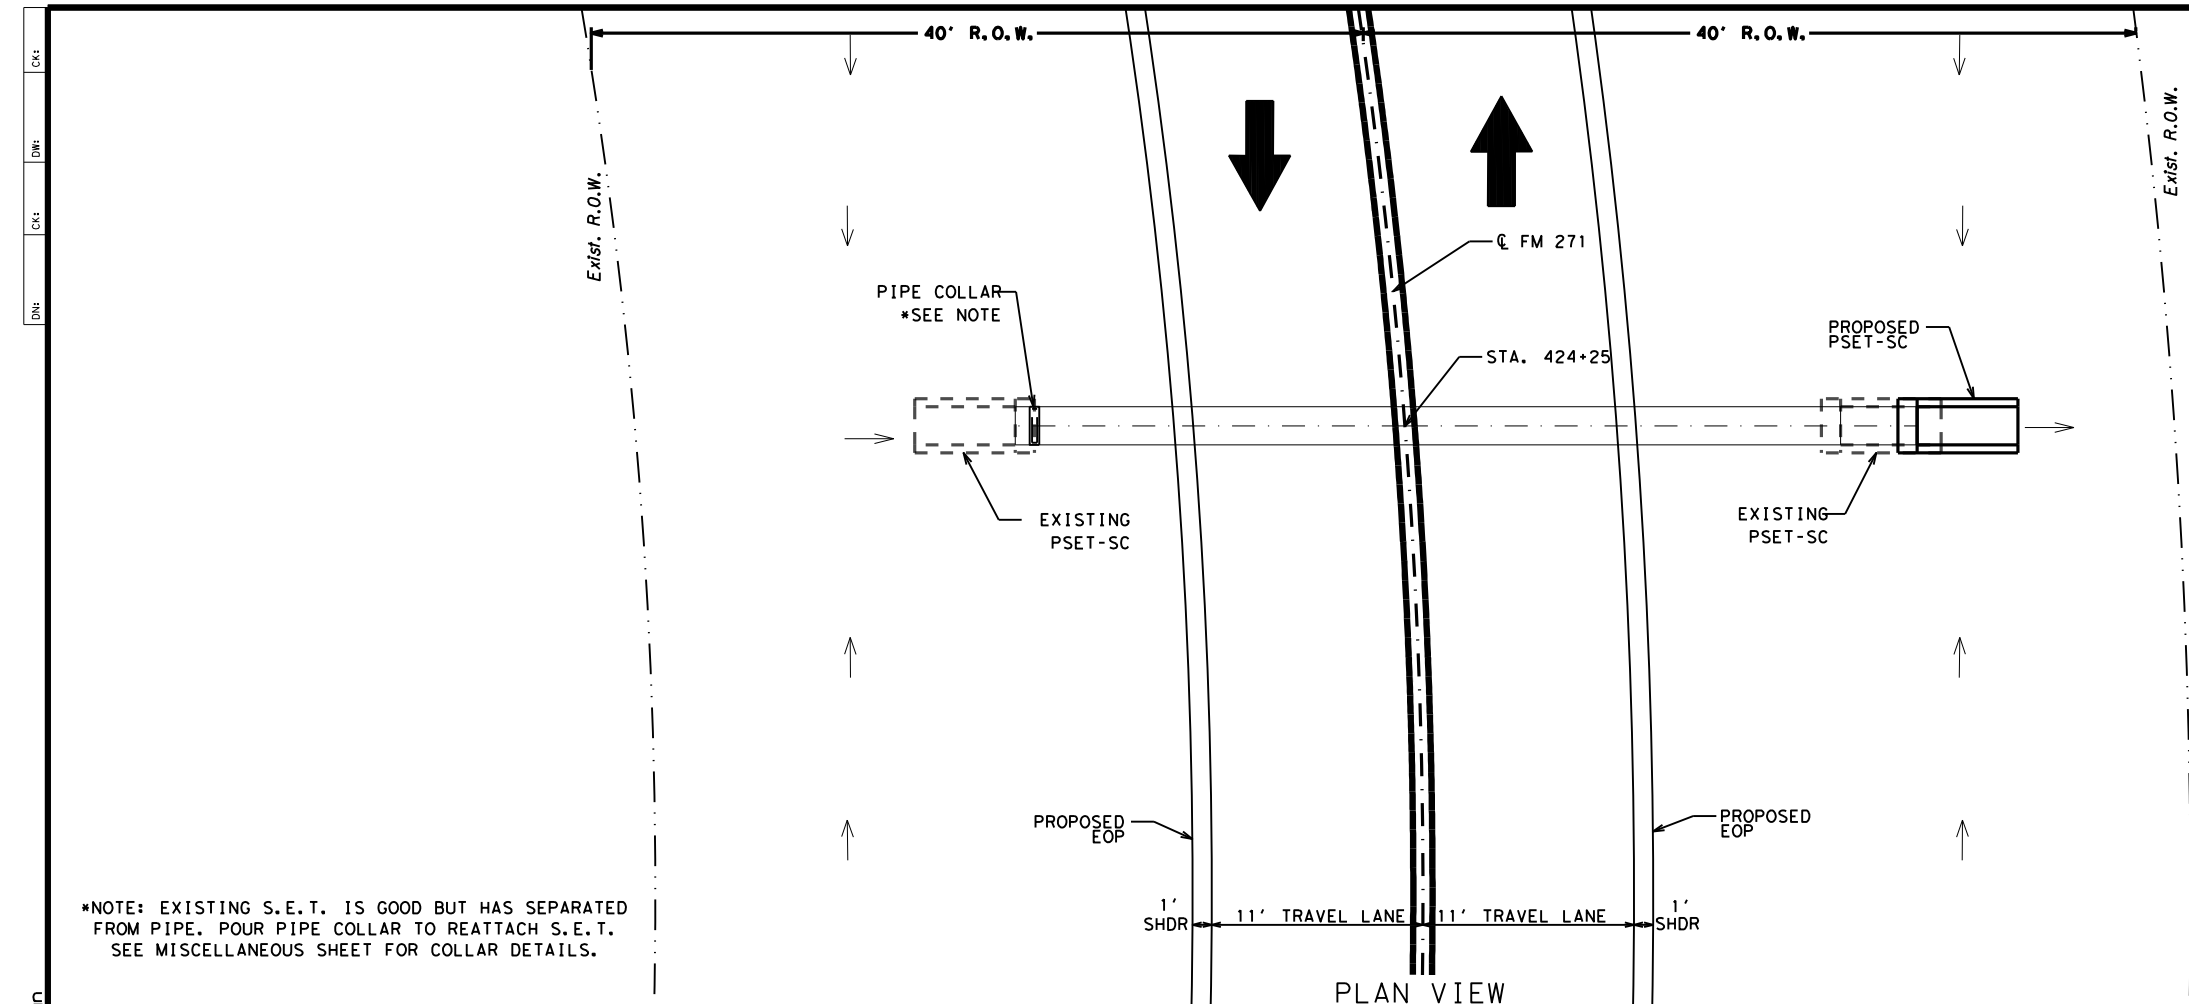 CK:
DW:
CK:
DN:
40' R.O.W.
40' R.O.W.
Exist. R.O.W.
Exist. R.O.W.
℄ FM 271
PIPE COLLAR
*SEE NOTE
STA. 424+25
PROPOSED
PSET-SC
EXISTING
PSET-SC
EXISTING
PSET-SC
PROPOSED
EOP
PROPOSED
EOP
1'
SHDR
11' TRAVEL LANE
11' TRAVEL LANE
1'
SHDR
*NOTE: EXISTING S.E.T. IS GOOD BUT HAS SEPARATED
FROM PIPE. POUR PIPE COLLAR TO REATTACH S.E.T.
SEE MISCELLANEOUS SHEET FOR COLLAR DETAILS.
PLAN VIEW